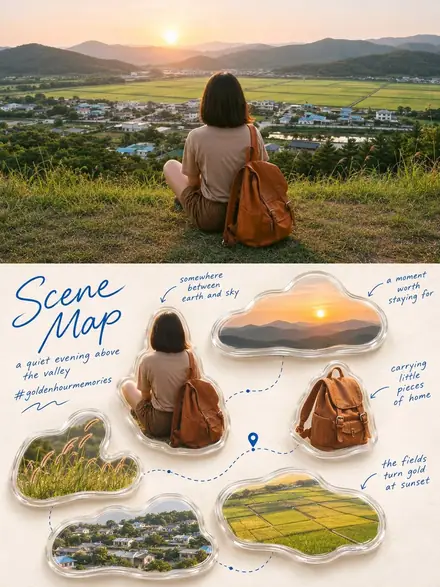 Scene
Map
a quiet evening above
the valley
#goldenhourmemories
somewhere
between
earth and sky
a moment
worth
staying for
carrying
little
pieces
of home
the fields
turn gold
at sunset